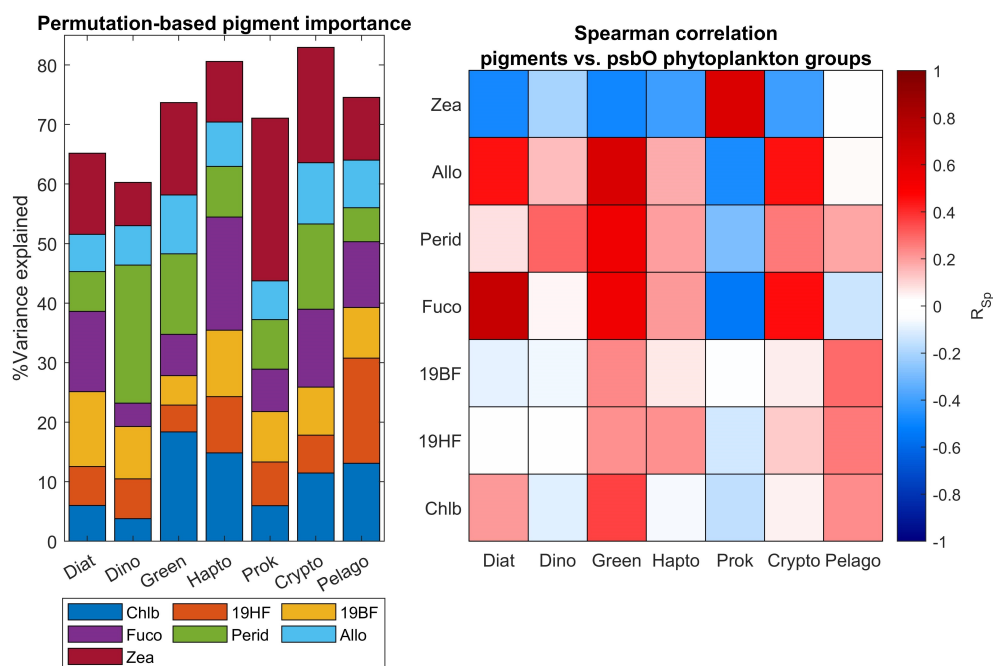 Permutation-based pigment importance
%Variance explained
80
70
60
50
40
30
20
10
0
Diat Dino Green Hapto Prok Crypto Pelago
Chlb 19HF 19BF
Fuco Perid Allo
Zea
Spearman correlation
pigments vs. psbO phytoplankton groups
Zea
Allo
Perid
Fuco
19BF
19HF
Chlb
Diat Dino Green Hapto Prok Crypto Pelago
1
0.8
0.6
0.4
0.2
0
-0.2
-0.4
-0.6
-0.8
-1
RSp